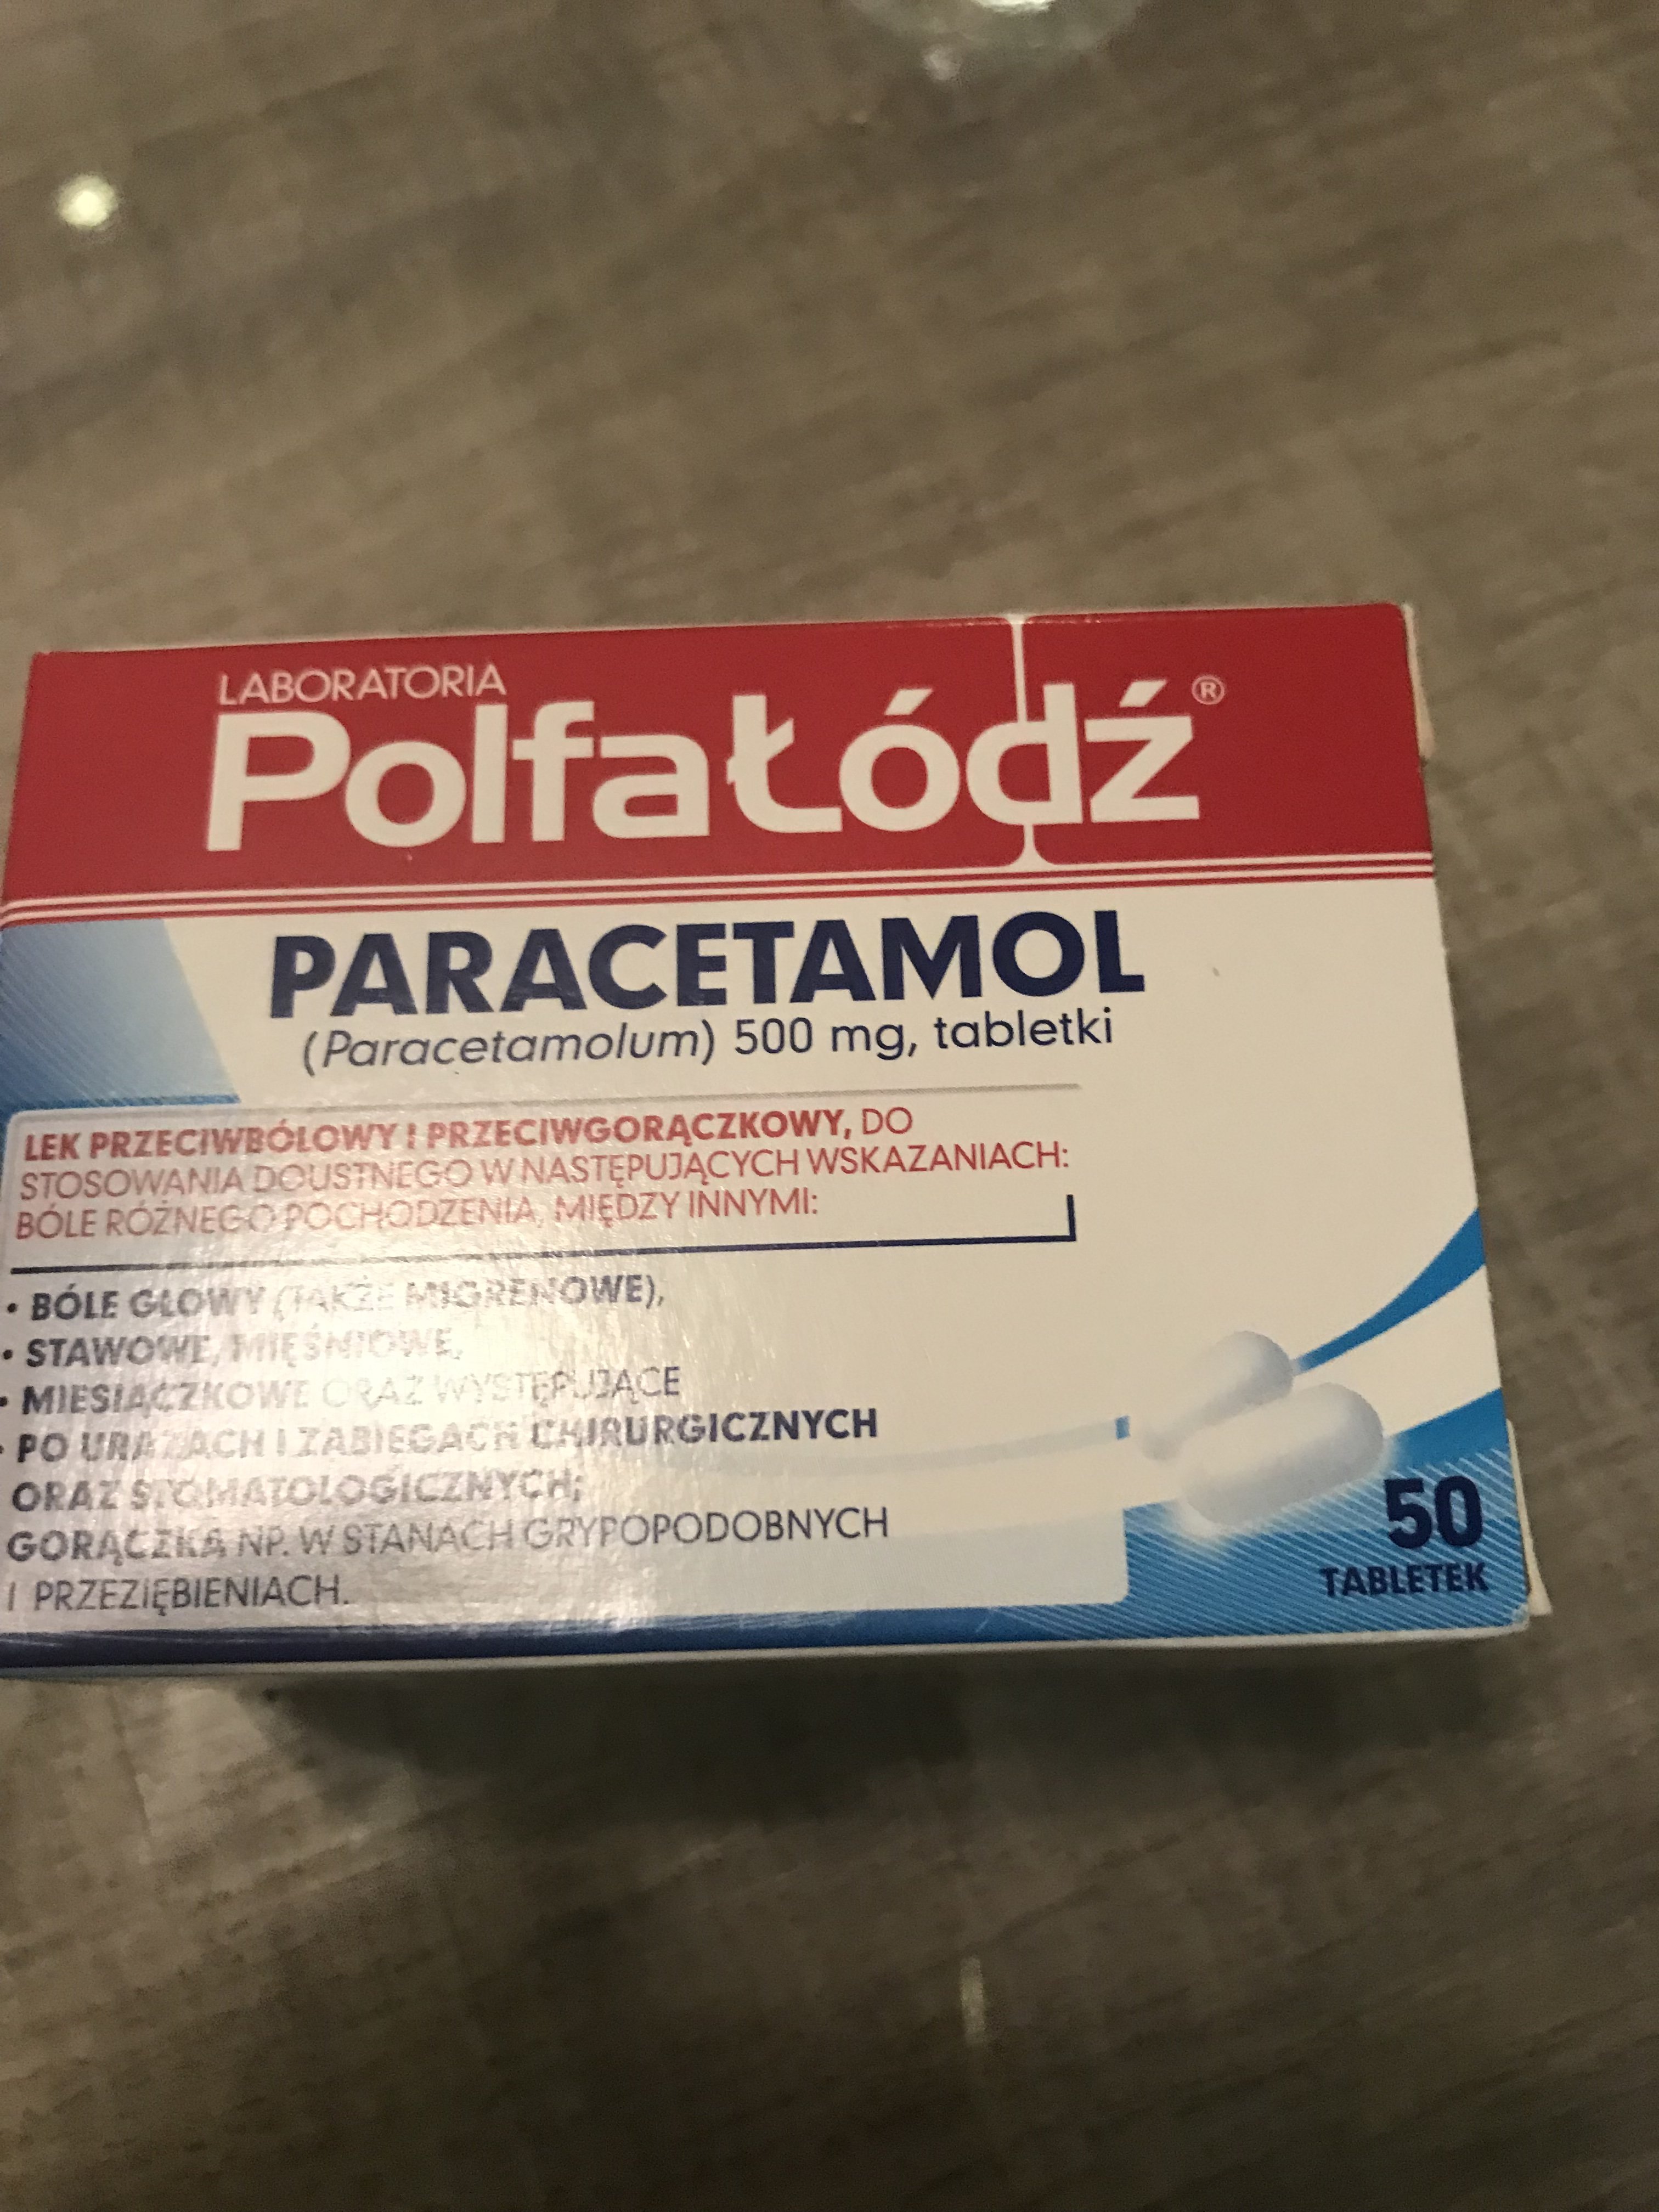 LABORATORIA
PolfaŁódź®
PARACETAMOL
(Paracetamolum) 500 mg, tabletki
LEK PRZECIWBÓLOWY I PRZECIWGORĄCZKOWY, DO
STOSOWANIA DOUSTNEGO W NASTĘPUJĄCYCH WSKAZANIACH:
BÓLE RÓŻNEGO POCHODZENIA, MIĘDZY INNYMI:
• BÓLE GŁOWY (TAKŻE MIGRENOWE),
• STAWOWE, MIĘŚNIOWE,
• MIESIĄCZKOWE ORAZ WYSTĘPUJĄCE
• PO URAZACH I ZABIEGACH CHIRURGICZNYCH
ORAZ STOMATOLOGICZNYCH;
GORĄCZKA NP. W STANACH GRYPOPODOBNYCH
I PRZEZIĘBIENIACH.
50
TABLETEK